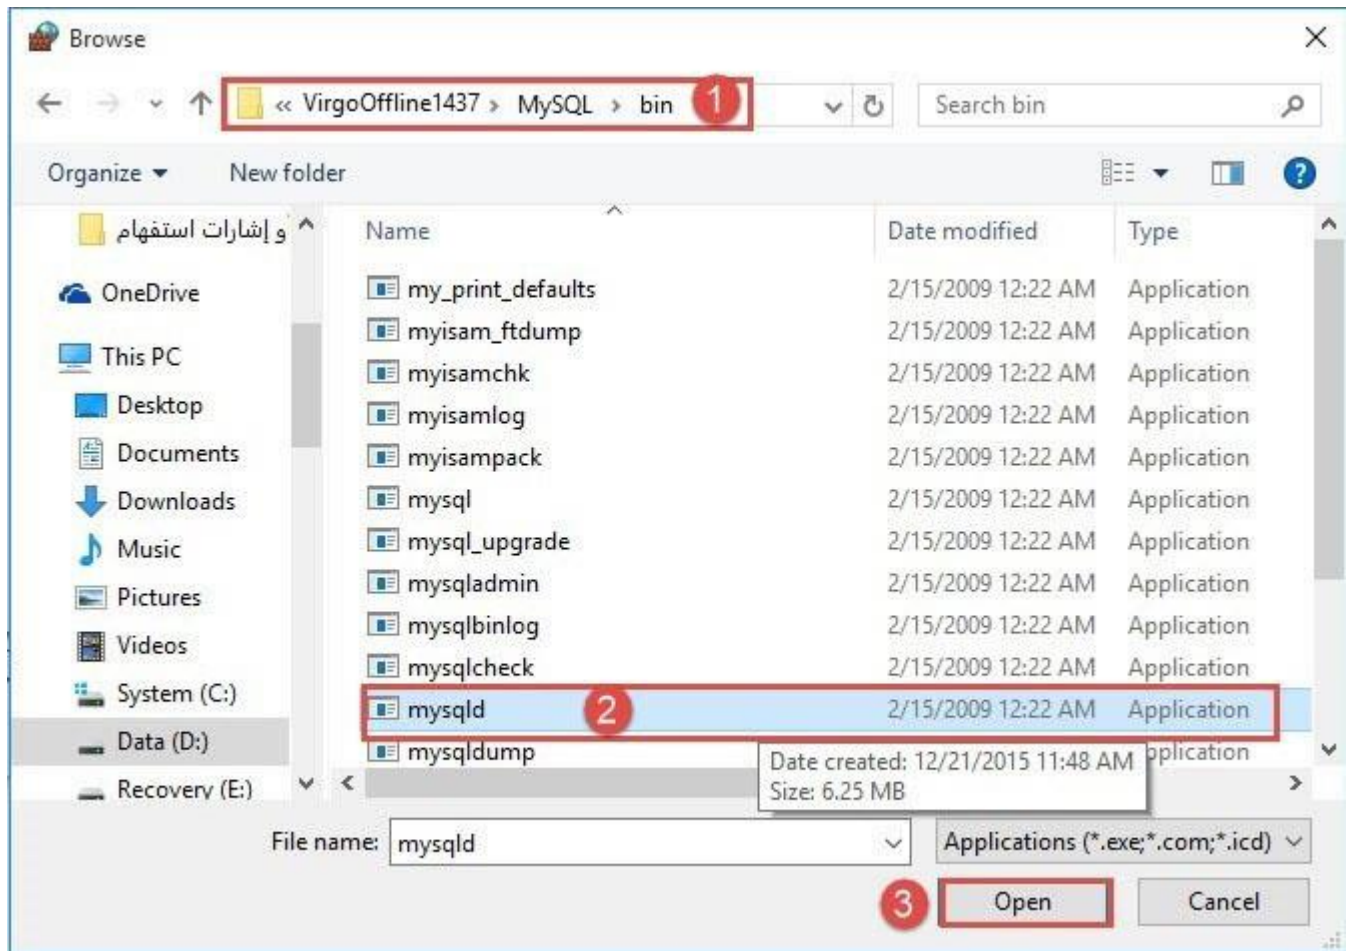 Browse
« VirgoOffline1437 › MySQL › bin 1
Search bin
Organize New folder
?
و إشارات استفهام
OneDrive
This PC
Desktop
Documents
Downloads
Music
Pictures
Videos
System (C:)
Data (D:)
Recovery (E:)
Name Date modified Type
my_print_defaults 2/15/2009 12:22 AM Application
myisam_ftdump 2/15/2009 12:22 AM Application
myisamchk 2/15/2009 12:22 AM Application
myisamlog 2/15/2009 12:22 AM Application
myisampack 2/15/2009 12:22 AM Application
mysql 2/15/2009 12:22 AM Application
mysql_upgrade 2/15/2009 12:22 AM Application
mysqladmin 2/15/2009 12:22 AM Application
mysqlbinlog 2/15/2009 12:22 AM Application
mysqlcheck 2/15/2009 12:22 AM Application
mysqld 2 2/15/2009 12:22 AM Application
mysqldump pplication
Date created: 12/21/2015 11:48 AM
Size: 6.25 MB
File name: mysqld Applications (*.exe;*.com;*.icd)
3 Open Cancel